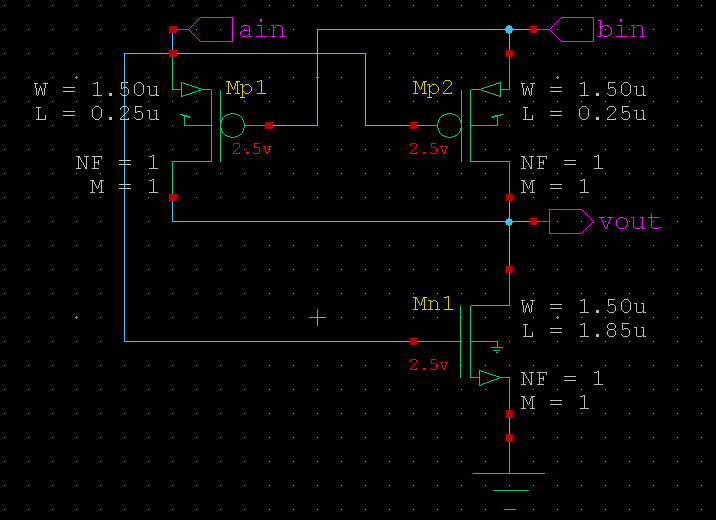 ain
bin
W = 1.50u
Mp1
Mp2
W = 1.50u
L = 0.25u
L = 0.25u
2.5v
2.5v
NF = 1
NF = 1
M = 1
M = 1
vout
Mn1
W = 1.50u
L = 1.85u
2.5v
NF = 1
M = 1